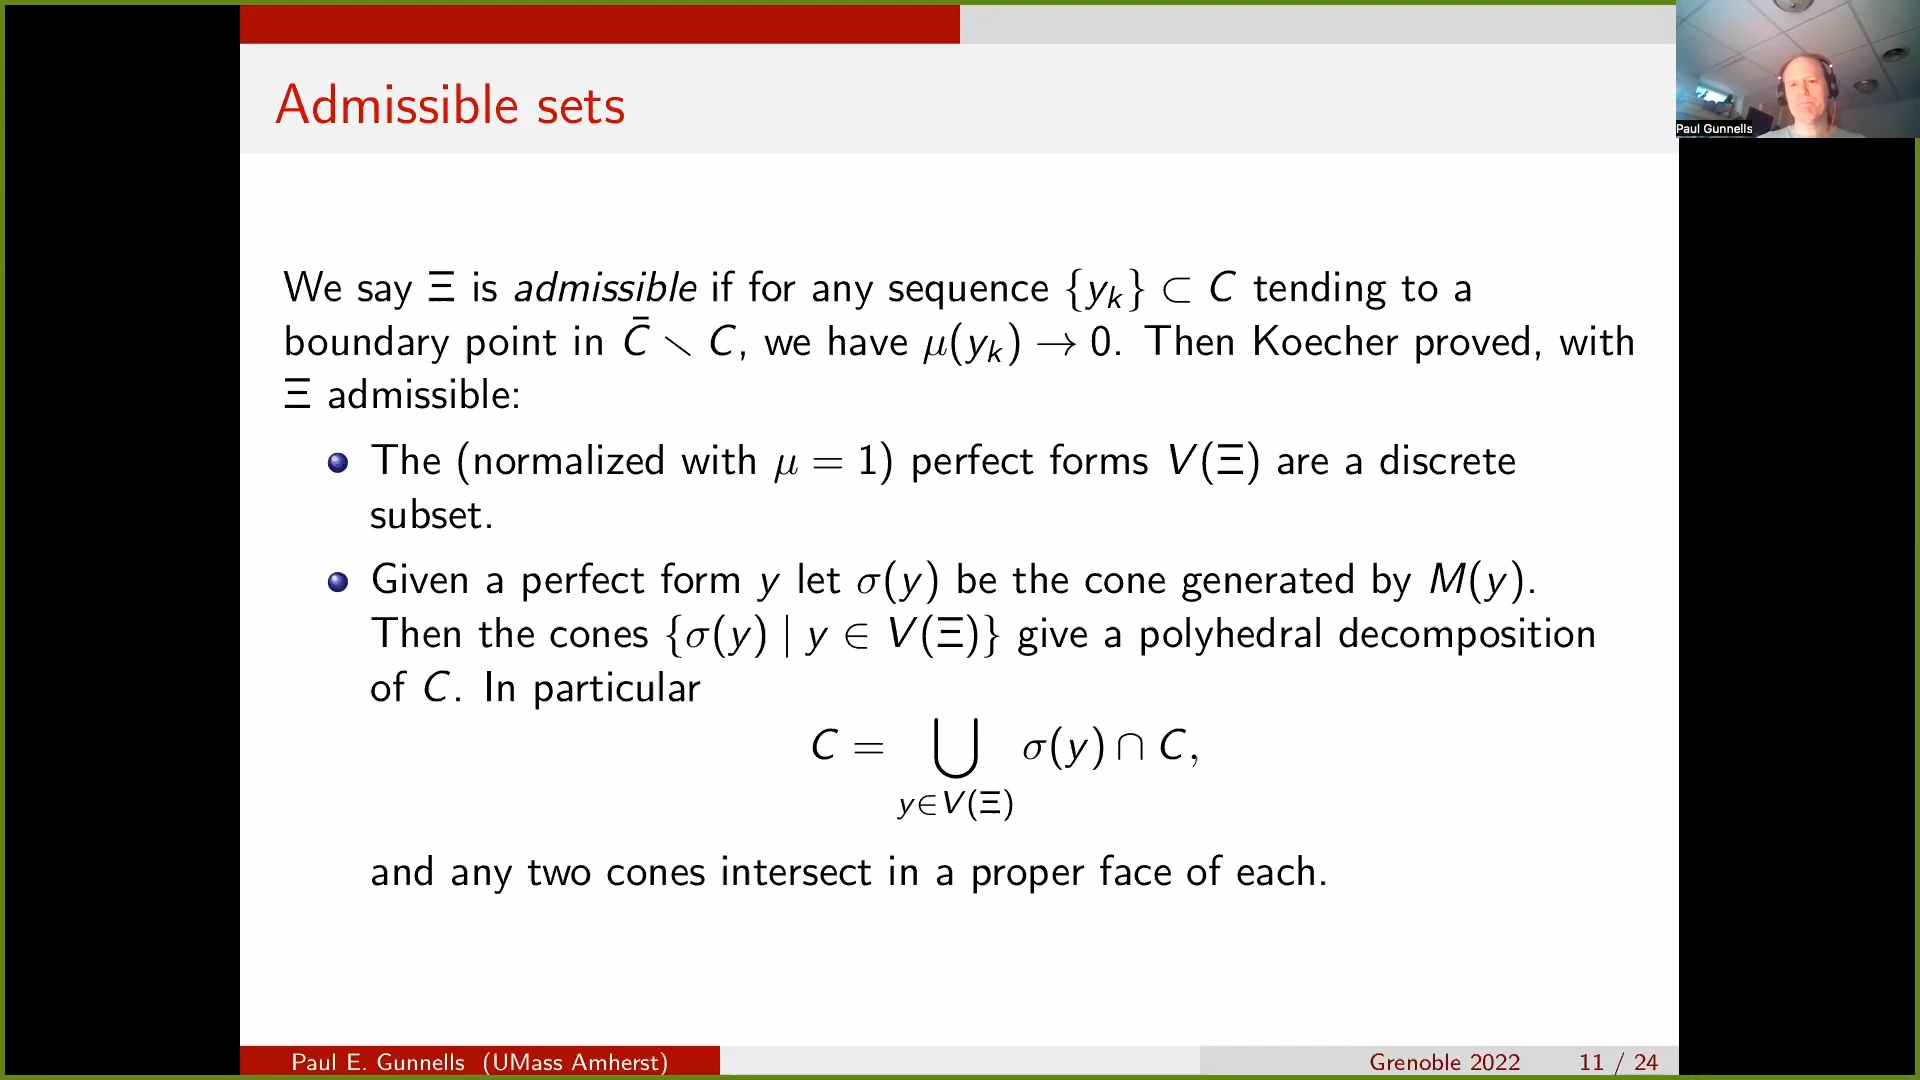 Admissible sets
Paul Gunnells
We say Ξ is admissible if for any sequence {yₖ} ⊂ C tending to a
boundary point in C̄ ∖ C, we have μ(yₖ) → 0. Then Koecher proved, with
Ξ admissible:
The (normalized with μ = 1) perfect forms V(Ξ) are a discrete
subset.
Given a perfect form y let σ(y) be the cone generated by M(y).
Then the cones {σ(y) | y ∈ V(Ξ)} give a polyhedral decomposition
of C. In particular
C = ⋃ σ(y) ∩ C,
y∈V(Ξ)
and any two cones intersect in a proper face of each.
Paul E. Gunnells (UMass Amherst) Grenoble 2022 11 / 24